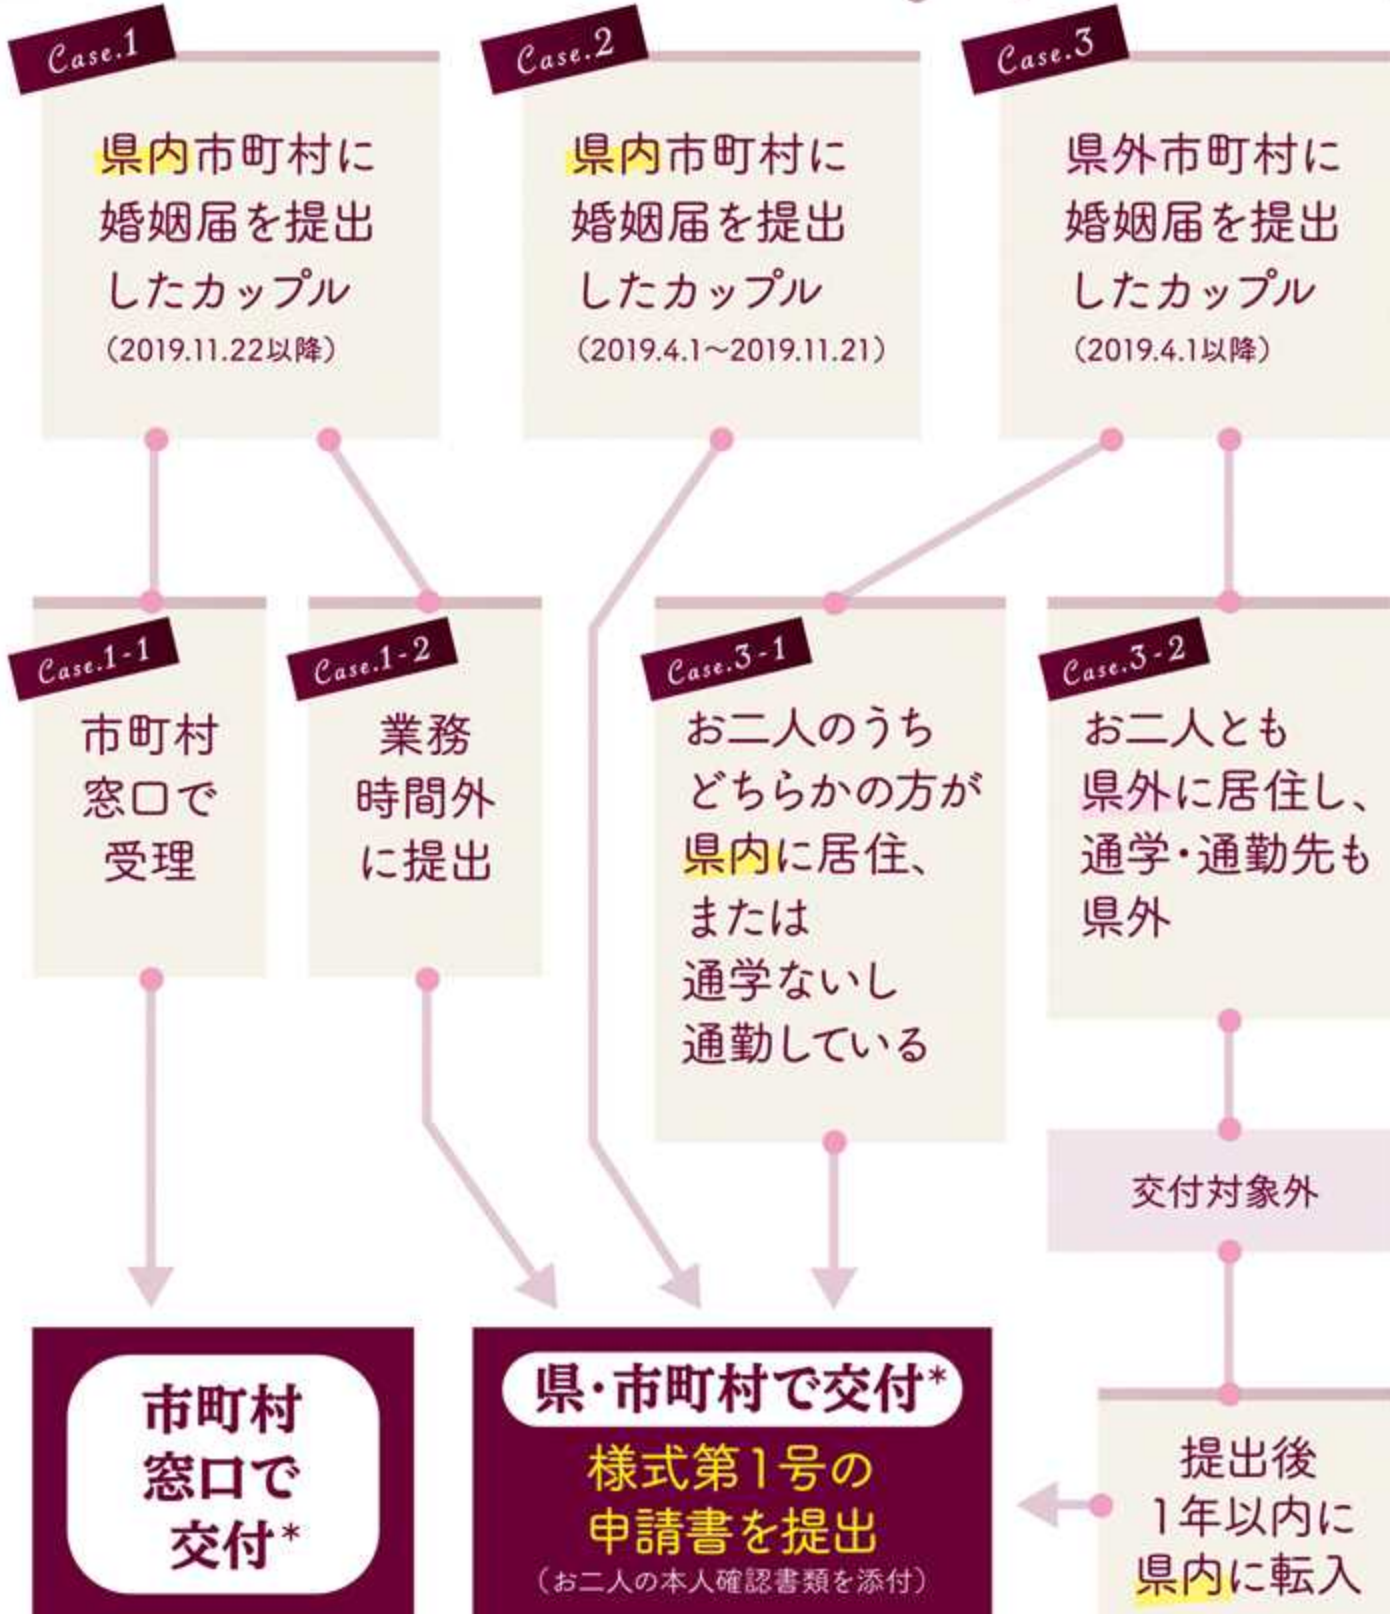 Case.1
県内市町村に
婚姻届を提出
したカップル
（2019.11.22以降）
Case.2
県内市町村に
婚姻届を提出
したカップル
（2019.4.1～2019.11.21）
Case.3
県外市町村に
婚姻届を提出
したカップル
（2019.4.1以降）
Case.1-1
市町村
窓口で
受理
Case.1-2
業務
時間外
に提出
Case.3-1
お二人のうち
どちらかの方が
県内に居住、
または
通学ないし
通勤している
Case.3-2
お二人とも
県外に居住し、
通学・通勤先も
県外
交付対象外
市町村
窓口で
交付*
県・市町村で交付*
様式第1号の
申請書を提出
（お二人の本人確認書類を添付）
提出後
1年以内に
県内に転入